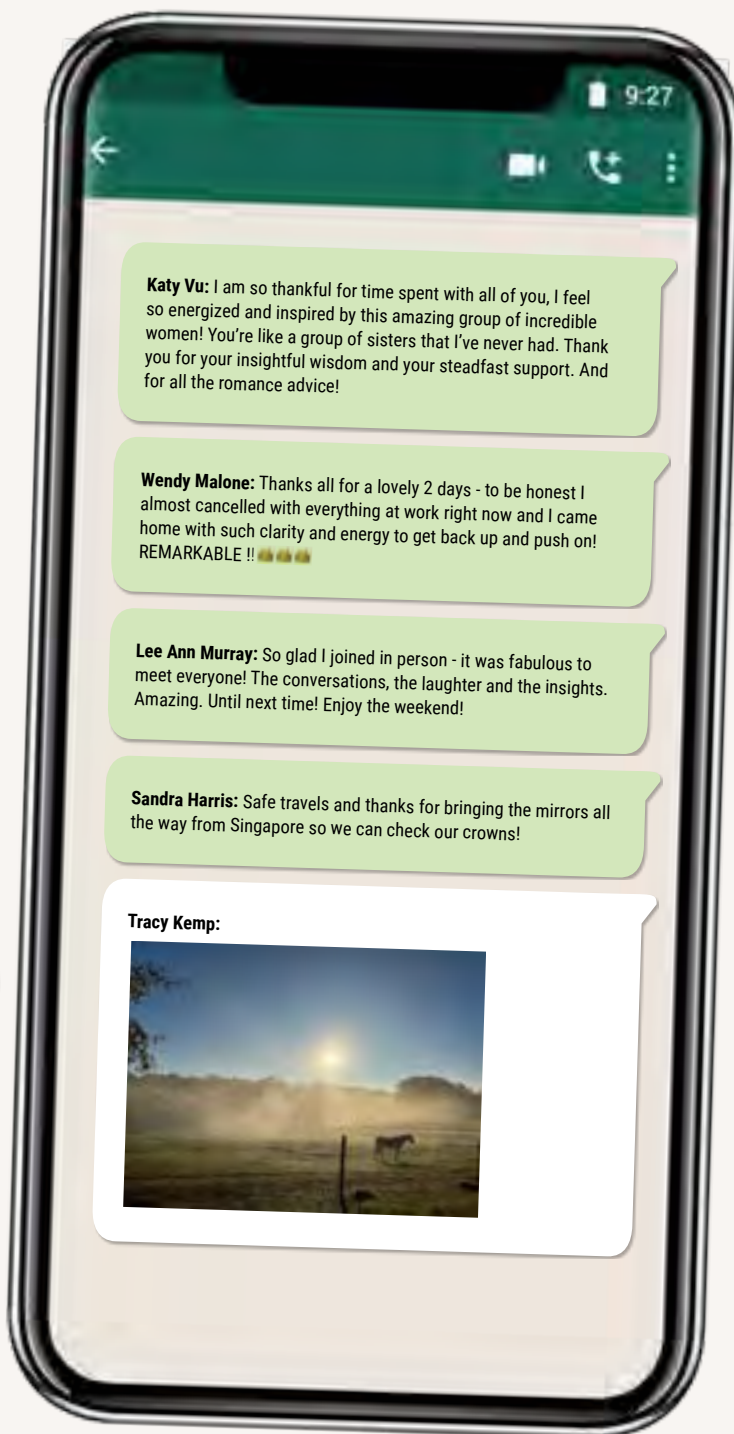 9:27
Katy Vu: I am so thankful for time spent with all of you, I feel
so energized and inspired by this amazing group of incredible
women! You’re like a group of sisters that I’ve never had. Thank
you for your insightful wisdom and your steadfast support. And
for all the romance advice!
Wendy Malone: Thanks all for a lovely 2 days - to be honest I
almost cancelled with everything at work right now and I came
home with such clarity and energy to get back up and push on!
REMARKABLE !!
Lee Ann Murray: So glad I joined in person - it was fabulous to
meet everyone! The conversations, the laughter and the insights.
Amazing. Until next time! Enjoy the weekend!
Sandra Harris: Safe travels and thanks for bringing the mirrors all
the way from Singapore so we can check our crowns!
Tracy Kemp: